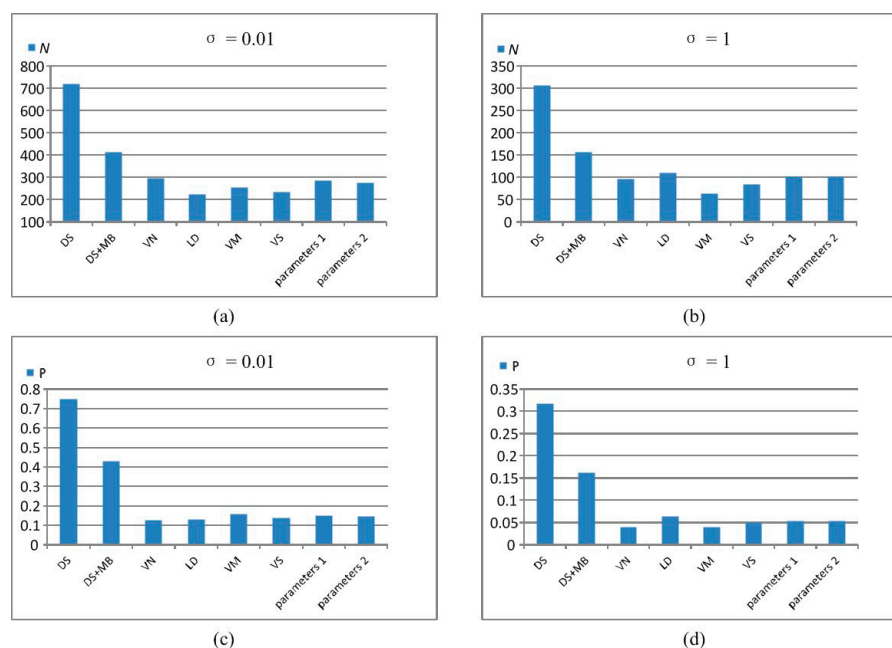 σ = 0.01
N
800
700
600
500
400
300
200
100
DS
DS+MB
VN
LD
VM
VS
parameters 1
parameters 2
(a)
σ = 1
N
350
300
250
200
150
100
50
0
DS
DS+MB
VN
LD
VM
VS
parameters 1
parameters 2
(b)
σ = 0.01
P
0.8
0.7
0.6
0.5
0.4
0.3
0.2
0.1
0
DS
DS+MB
VN
LD
VM
VS
parameters 1
parameters 2
(c)
σ = 1
P
0.35
0.3
0.25
0.2
0.15
0.1
0.05
0
DS
DS+MB
VN
LD
VM
VS
parameters 1
parameters 2
(d)